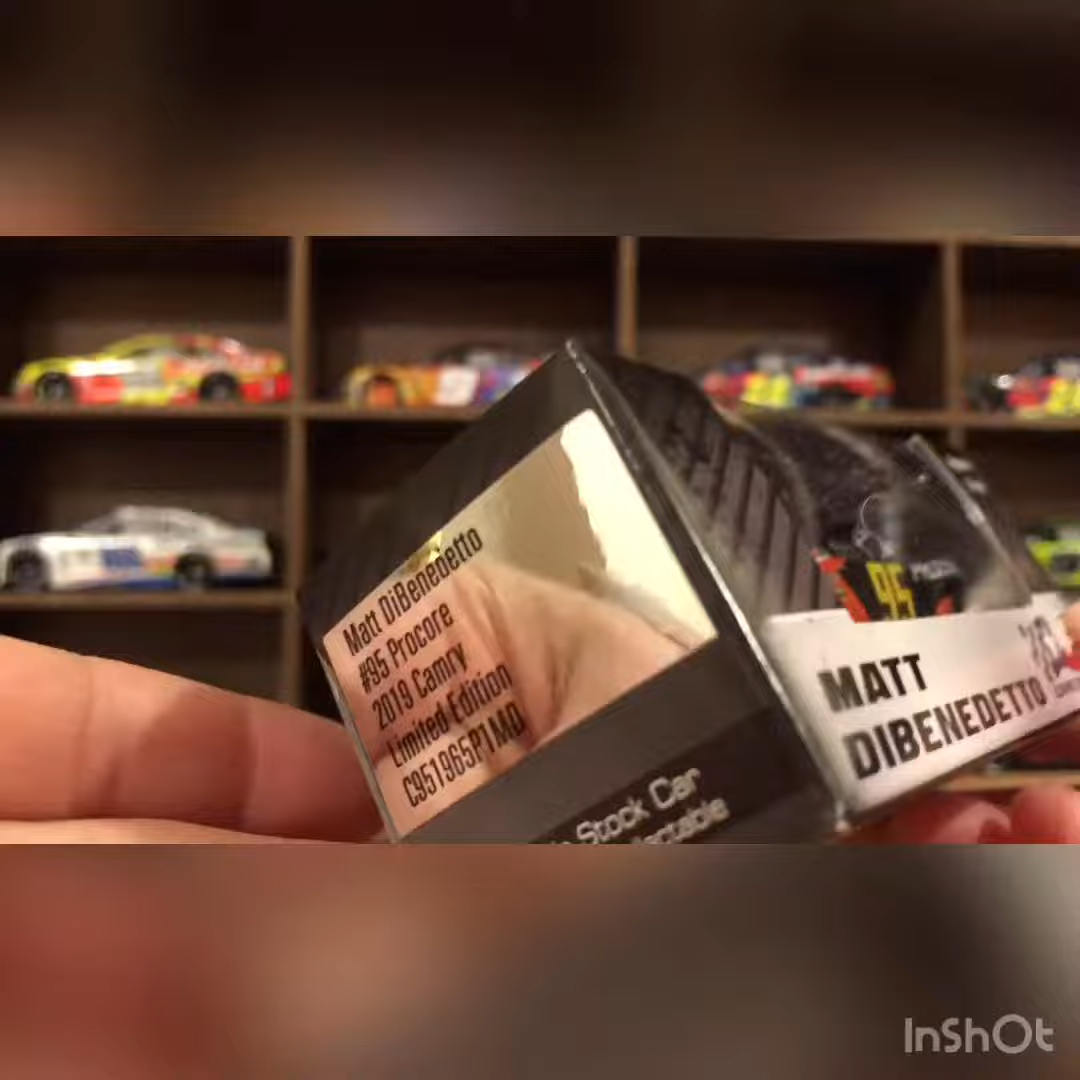 Matt DiBenedetto
#95 Procore
2019 Camry
Limited Edition
C951965P1MD
Stock Car
MATT
DIBENEDETTO
95
InShOt